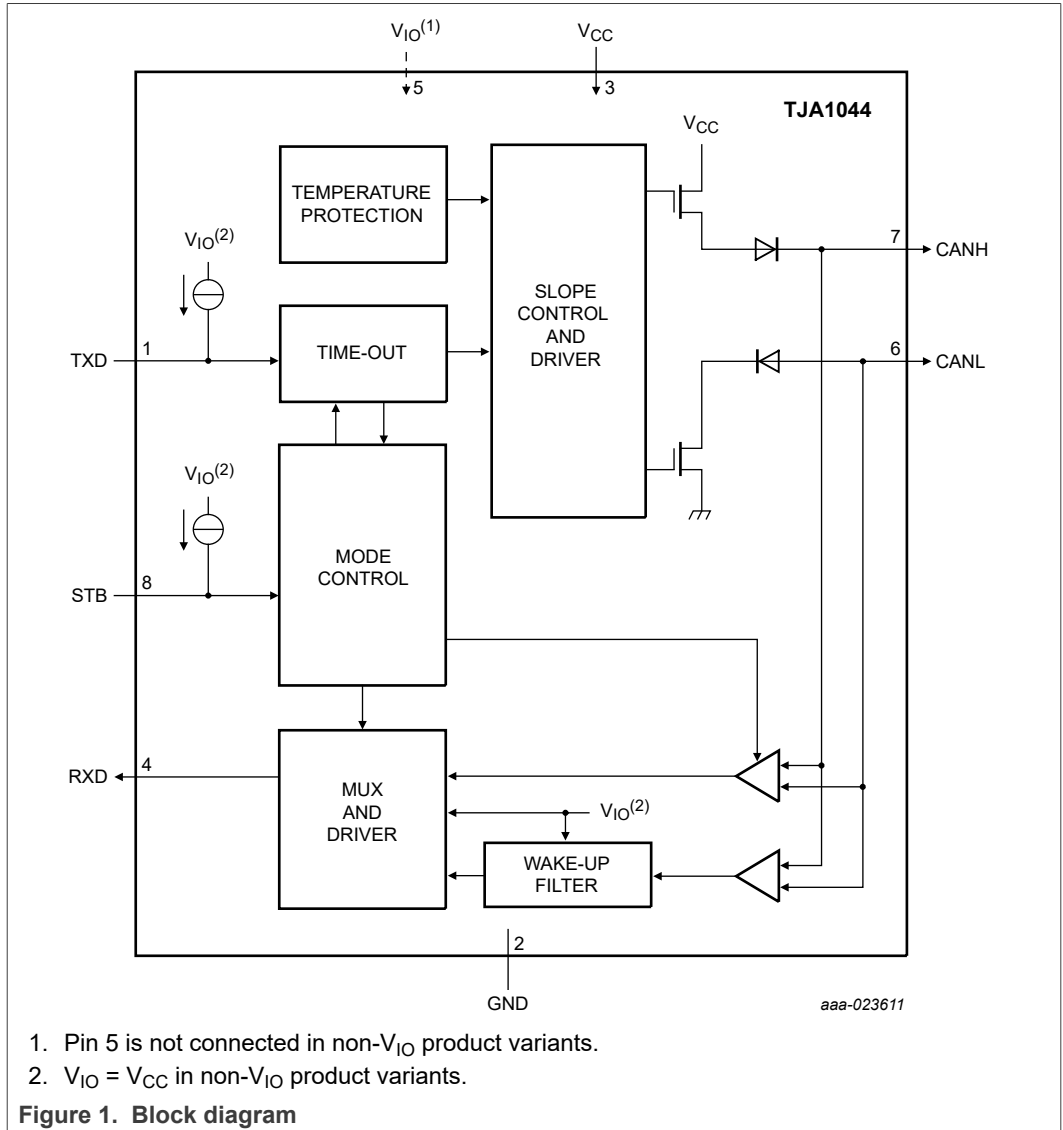 VIO(1)
VCC
5
3
TJA1044
VCC
TEMPERATURE
PROTECTION
VIO(2)
7
CANH
SLOPE
CONTROL
AND
DRIVER
TXD
1
TIME-OUT
6
CANL
VIO(2)
MODE
CONTROL
STB
8
RXD
4
MUX
AND
DRIVER
VIO(2)
WAKE-UP
FILTER
2
GND
aaa-023611
1. Pin 5 is not connected in non-VIO product variants.
2. VIO = VCC in non-VIO product variants.
Figure 1. Block diagram